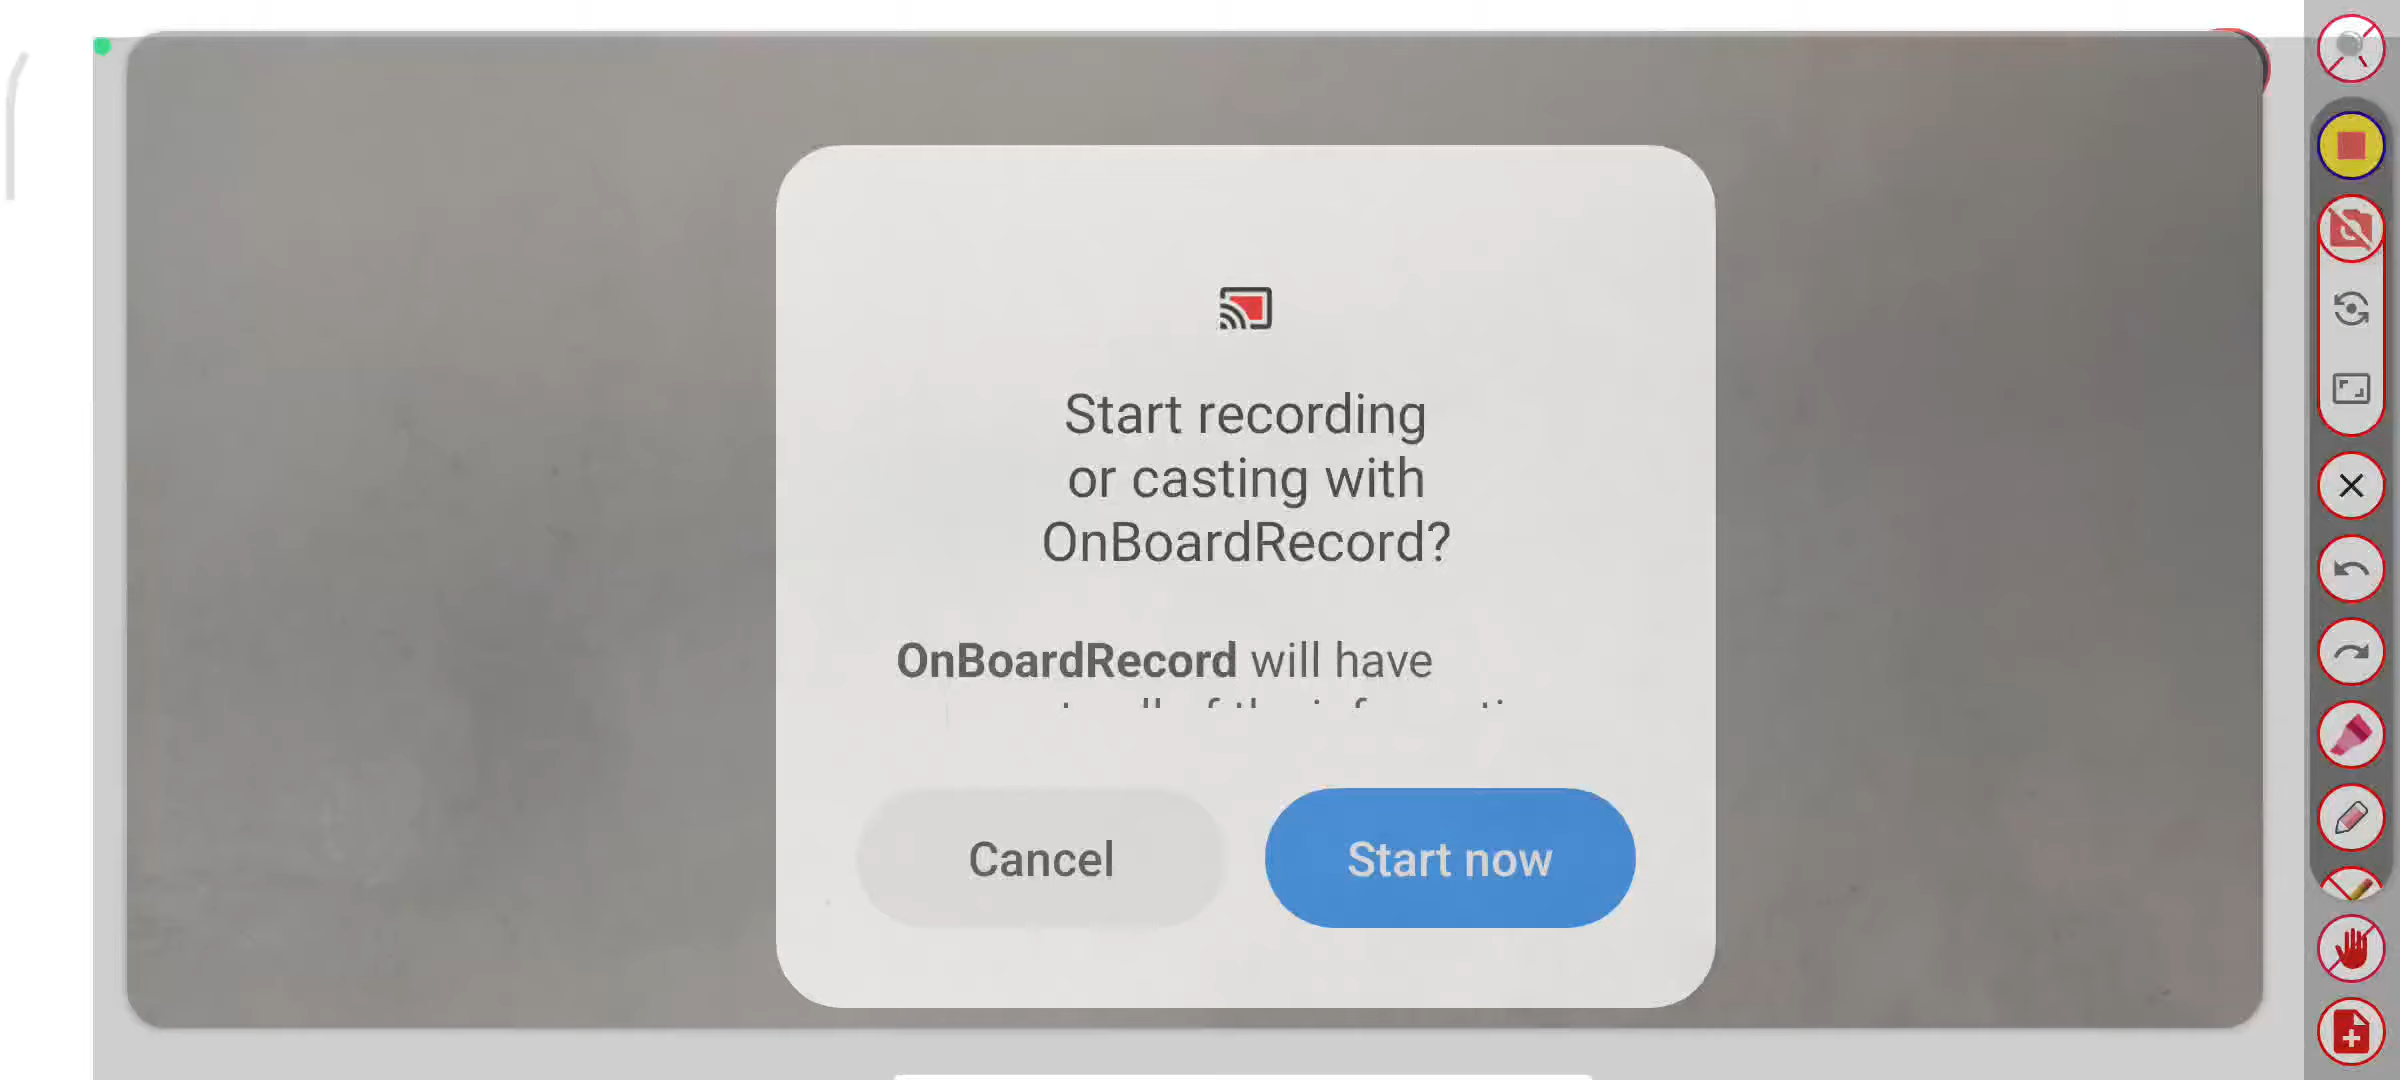 Start recording
or casting with
OnBoardRecord?
OnBoardRecord will have
Cancel
Start now